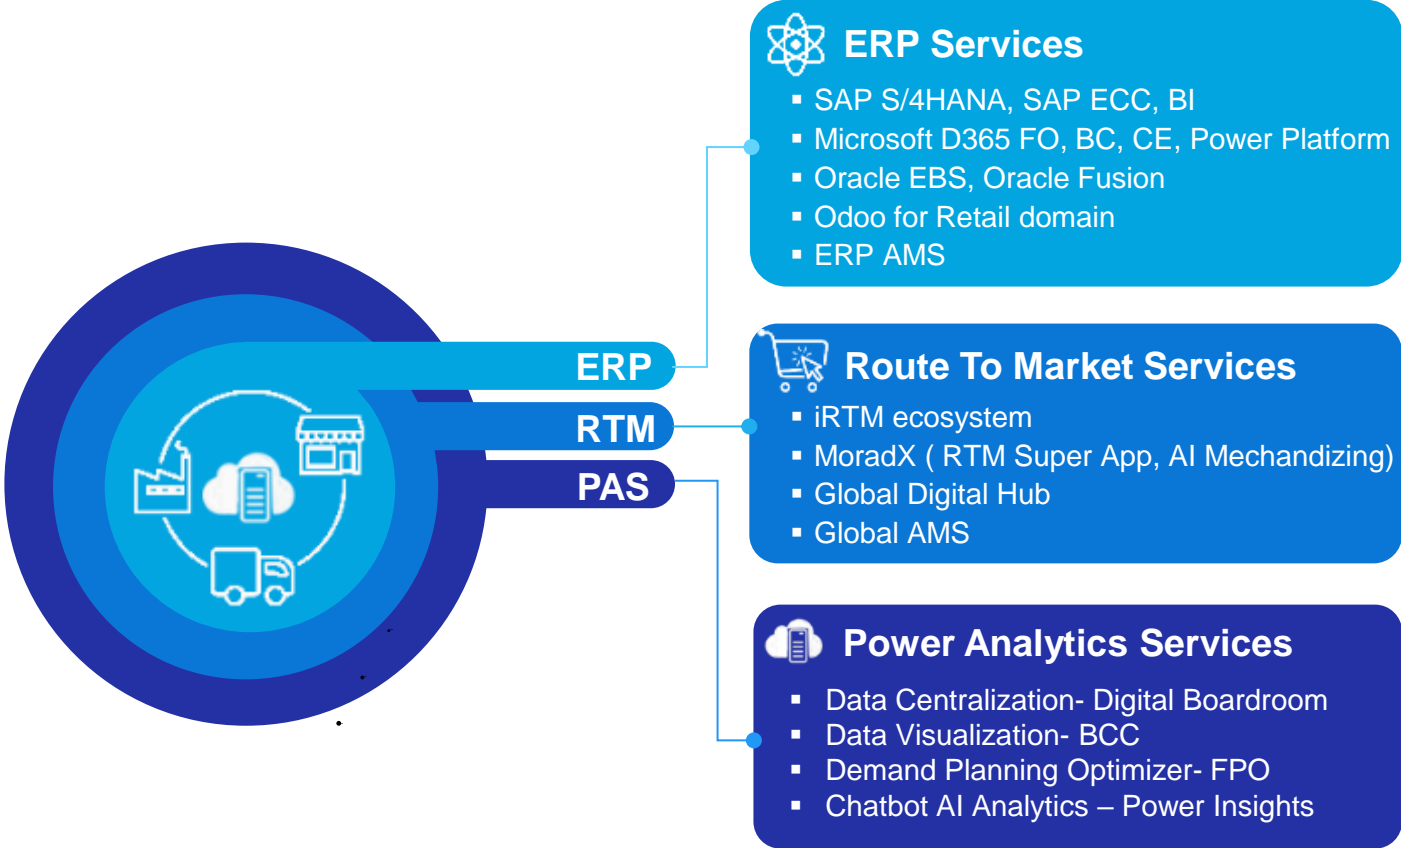 ERP Services
▪ SAP S/4HANA, SAP ECC, BI
▪ Microsoft D365 FO, BC, CE, Power Platform
▪ Oracle EBS, Oracle Fusion
▪ Odoo for Retail domain
▪ ERP AMS
ERP
RTM
PAS
Route To Market Services
▪ iRTM ecosystem
▪ MoradX ( RTM Super App, AI Mechandizing)
▪ Global Digital Hub
▪ Global AMS
Power Analytics Services
▪ Data Centralization- Digital Boardroom
▪ Data Visualization- BCC
▪ Demand Planning Optimizer- FPO
▪ Chatbot AI Analytics – Power Insights